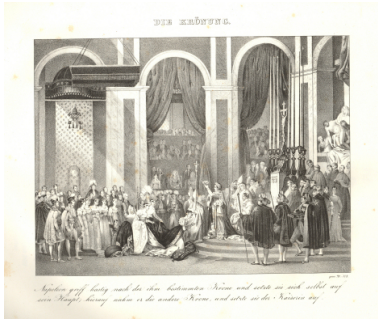 DIE KRÖNUNG.
Napoleon griff hastig nach der ihm bestimmten Krone und setzte sie sich selbst auf
sein Haupt, hierauf nahm er die andere Krone, und setzte sie der Kaiserin auf